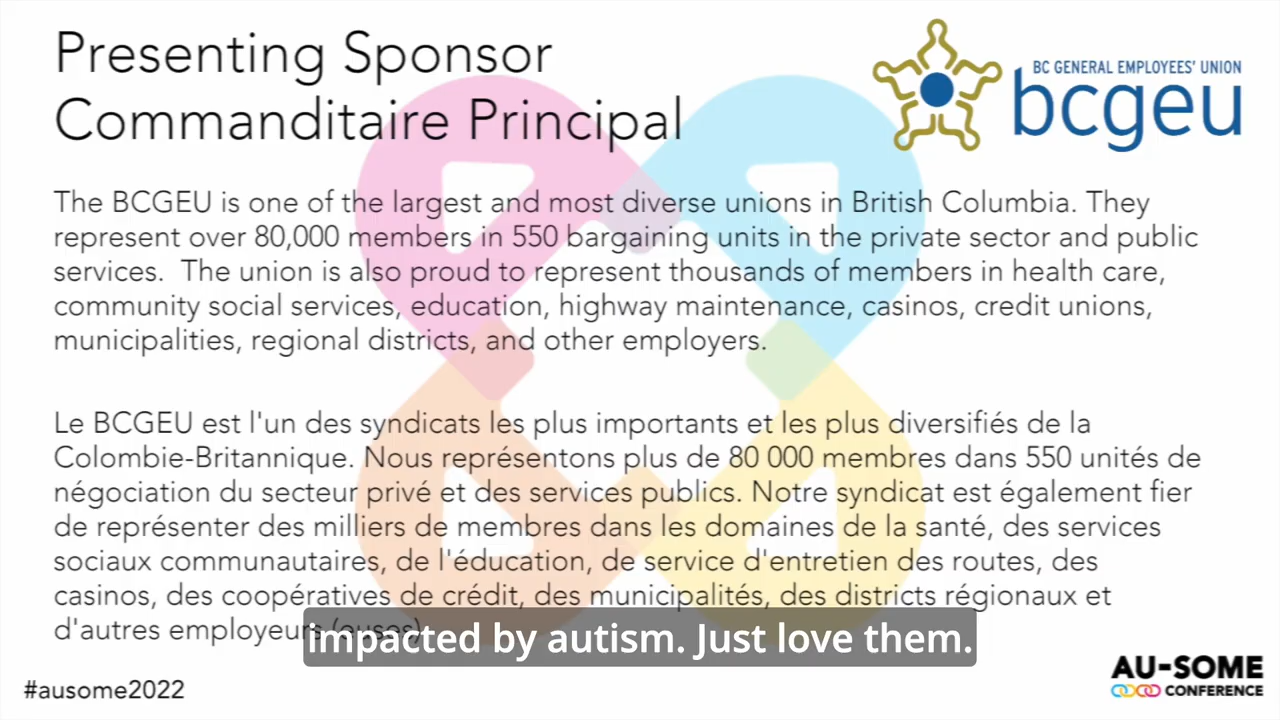 Presenting Sponsor
Commanditaire Principal
BC GENERAL EMPLOYEES' UNION
bcgeu
The BCGEU is one of the largest and most diverse unions in British Columbia. They
represent over 80,000 members in 550 bargaining units in the private sector and public
services.  The union is also proud to represent thousands of members in health care,
community social services, education, highway maintenance, casinos, credit unions,
municipalities, regional districts, and other employers.
Le BCGEU est l'un des syndicats les plus importants et les plus diversifiés de la
Colombie-Britannique. Nous représentons plus de 80 000 membres dans 550 unités de
négociation du secteur privé et des services publics. Notre syndicat est également fier
de représenter des milliers de membres dans les domaines de la santé, des services
sociaux communautaires, de l'éducation, de service d'entretien des routes, des
casinos, des coopératives de crédit, des municipalités, des districts régionaux et
d'autres employeurs (euses)
impacted by autism. Just love them.
#ausome2022
AU-SOME
CONFERENCE